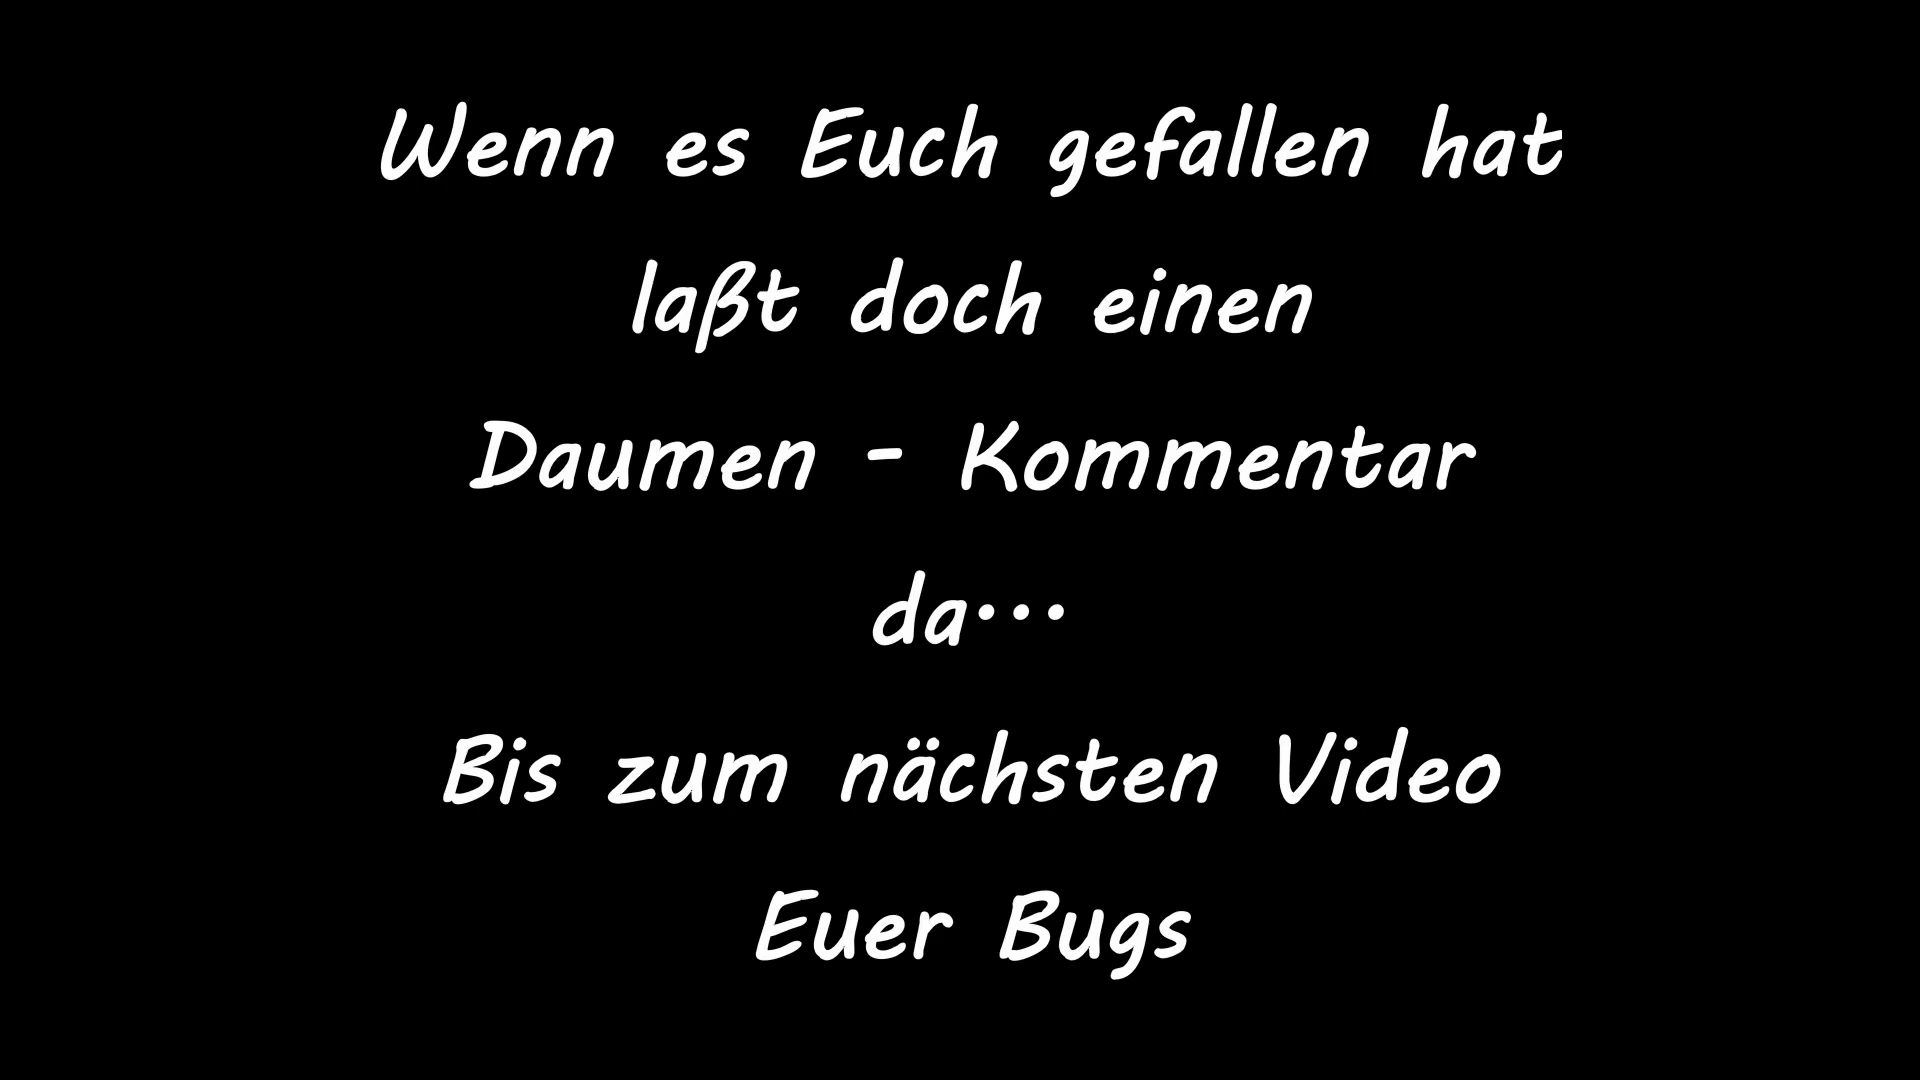 Wenn es Euch gefallen hat
laßt doch einen
Daumen - Kommentar
da...
Bis zum nächsten Video
Euer Bugs